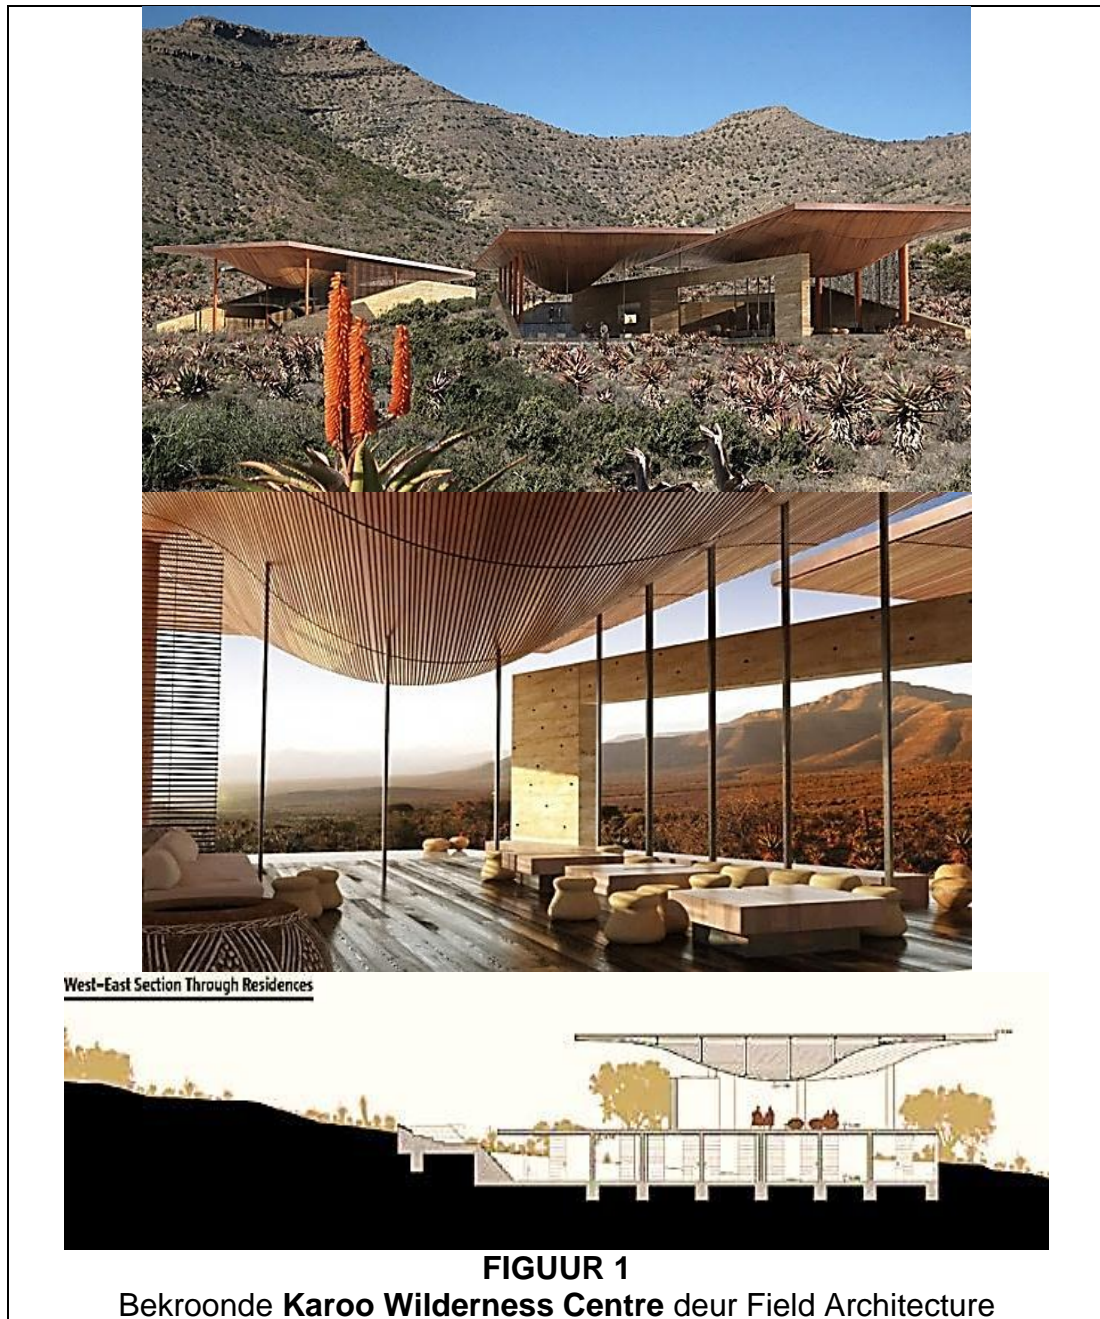 West-East Section Through Residences
FIGUUR 1
Bekroonde Karoo Wilderness Centre deur Field Architecture